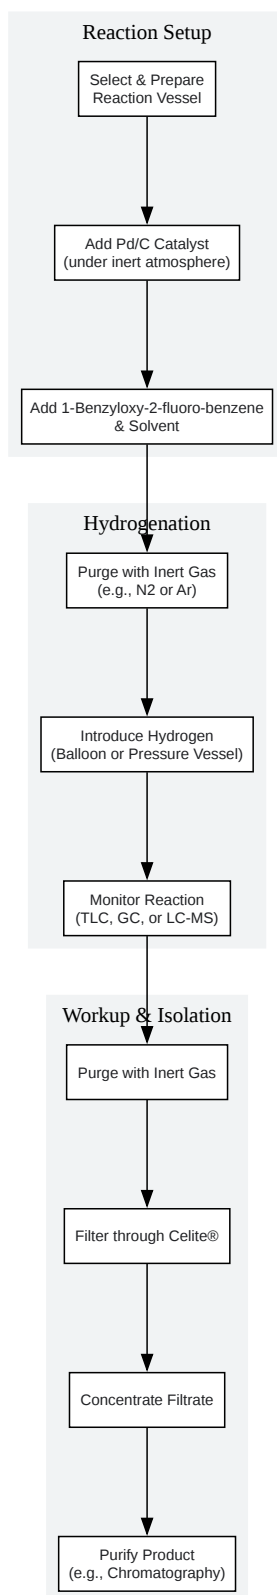 Reaction Setup
Select & Prepare
Reaction Vessel
Add Pd/C Catalyst
(under inert atmosphere)
Add 1-Benzyloxy-2-fluoro-benzene
& Solvent
Hydrogenation
Purge with Inert Gas
(e.g., N2 or Ar)
Introduce Hydrogen
(Balloon or Pressure Vessel)
Monitor Reaction
(TLC, GC, or LC-MS)
Workup & Isolation
Purge with Inert Gas
Filter through Celite®
Concentrate Filtrate
Purify Product
(e.g., Chromatography)